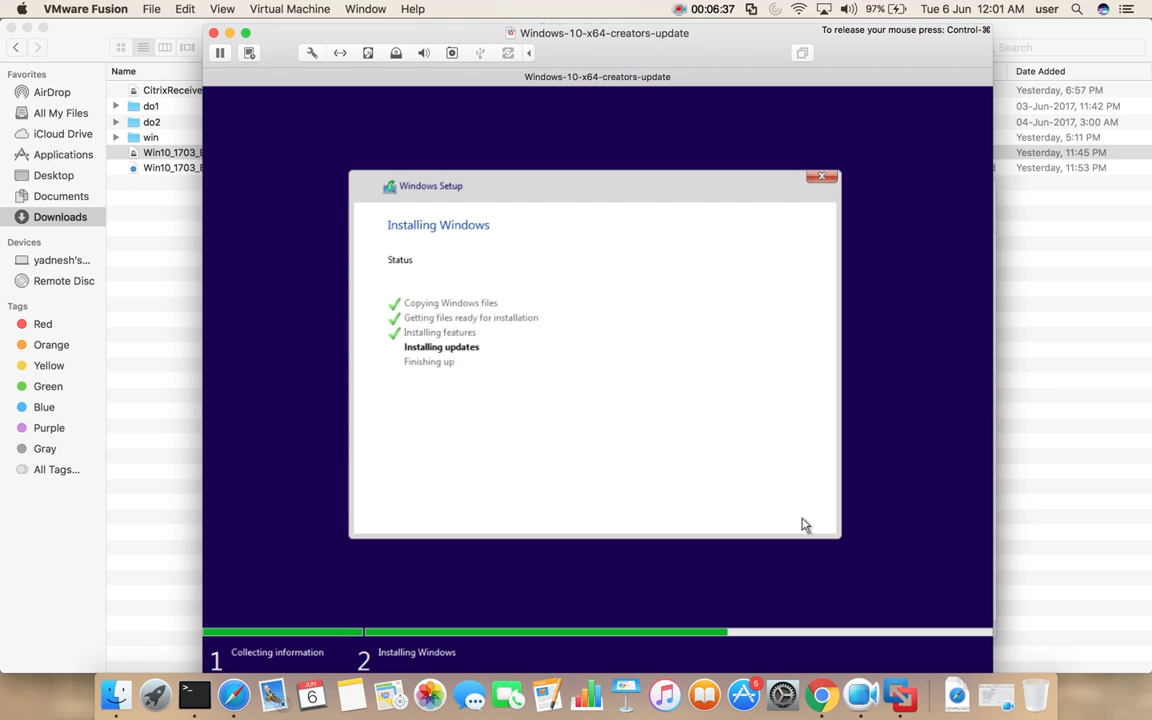 VMware Fusion File Edit View Virtual Machine Window Help 00:06:37 97% Tue 6 Jun 12:01 AM user
Windows-10-x64-creators-update
To release your mouse press: Control-⌘
Search
Windows-10-x64-creators-update
Favorites
AirDrop
All My Files
iCloud Drive
Applications
Desktop
Documents
Downloads
Devices
yadnesh's...
Remote Disc
Tags
Red
Orange
Yellow
Green
Blue
Purple
Gray
All Tags...
Name
CitrixReceive
do1
do2
win
Win10_1703_E
Win10_1703_
Date Added
Yesterday, 6:57 PM
03-Jun-2017, 11:42 PM
04-Jun-2017, 3:00 AM
Yesterday, 5:11 PM
Yesterday, 11:45 PM
Yesterday, 11:53 PM
Windows Setup
Installing Windows
Status
Copying Windows files
Getting files ready for installation
Installing features
Installing updates
Finishing up
1 Collecting information
2 Installing Windows
JUN
6
5
DOWNLOAD